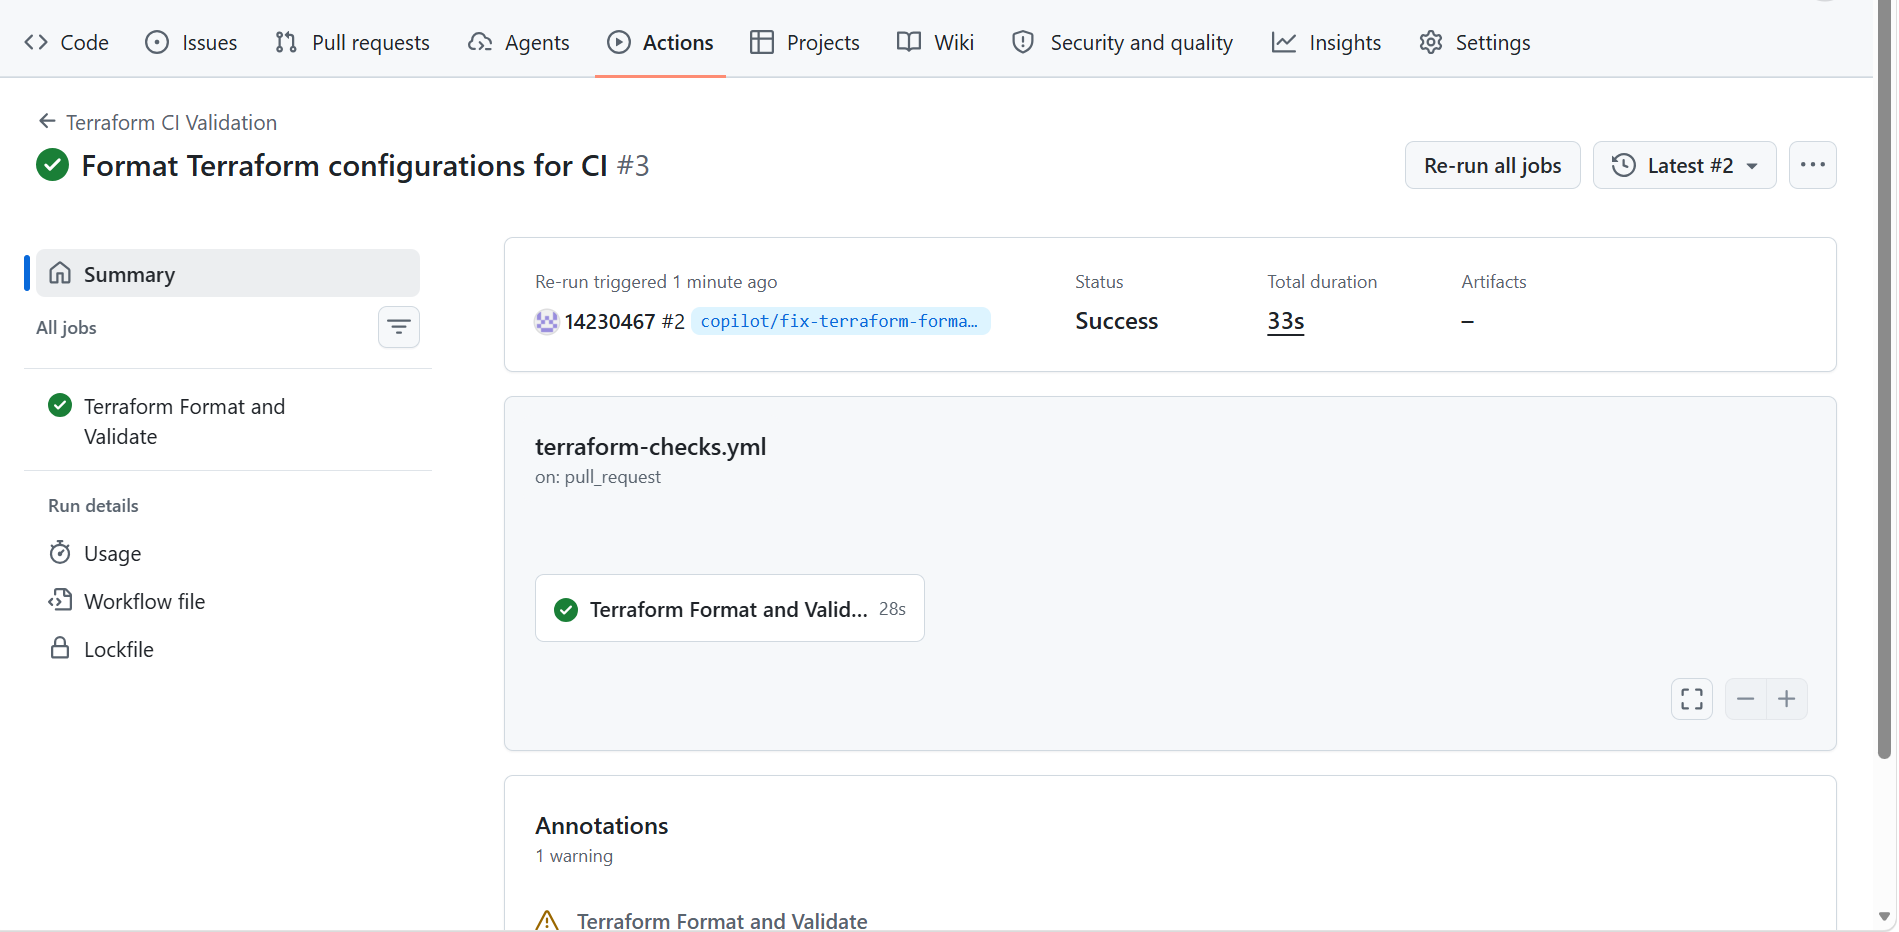 Code Issues Pull requests Agents Actions Projects Wiki Security and quality Insights Settings
Terraform CI Validation
Format Terraform configurations for CI #3
Re-run all jobs Latest #2
Summary
All jobs
Terraform Format and
Validate
Run details
Usage
Workflow file
Lockfile
Re-run triggered 1 minute ago Status Total duration Artifacts
14230467 #2 copilot/fix-terraform-forma… Success 33s –
terraform-checks.yml
on: pull_request
Terraform Format and Valid... 28s
Annotations
1 warning
Terraform Format and Validate